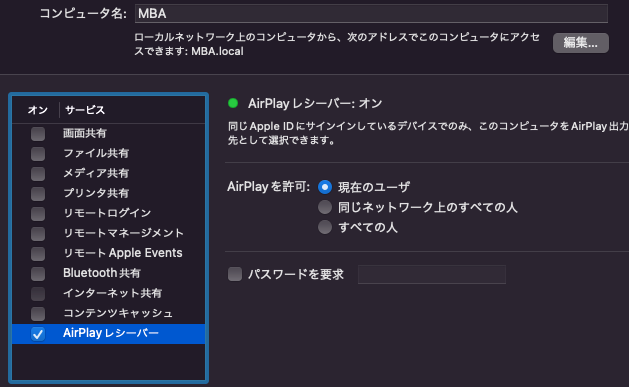 コンピュータ名: MBA
ローカルネットワーク上のコンピュータから、次のアドレスでこのコンピュータにアクセ
スできます: MBA.local
編集...
オン サービス
画面共有
ファイル共有
メディア共有
プリンタ共有
リモートログイン
リモートマネージメント
リモート Apple Events
Bluetooth 共有
インターネット共有
コンテンツキャッシュ
AirPlay レシーバー
AirPlay レシーバー: オン
同じ Apple ID にサインインしているデバイスでのみ、このコンピュータを AirPlay 出力
先として選択できます。
AirPlay を許可: 現在のユーザ
同じネットワーク上のすべての人
すべての人
パスワードを要求